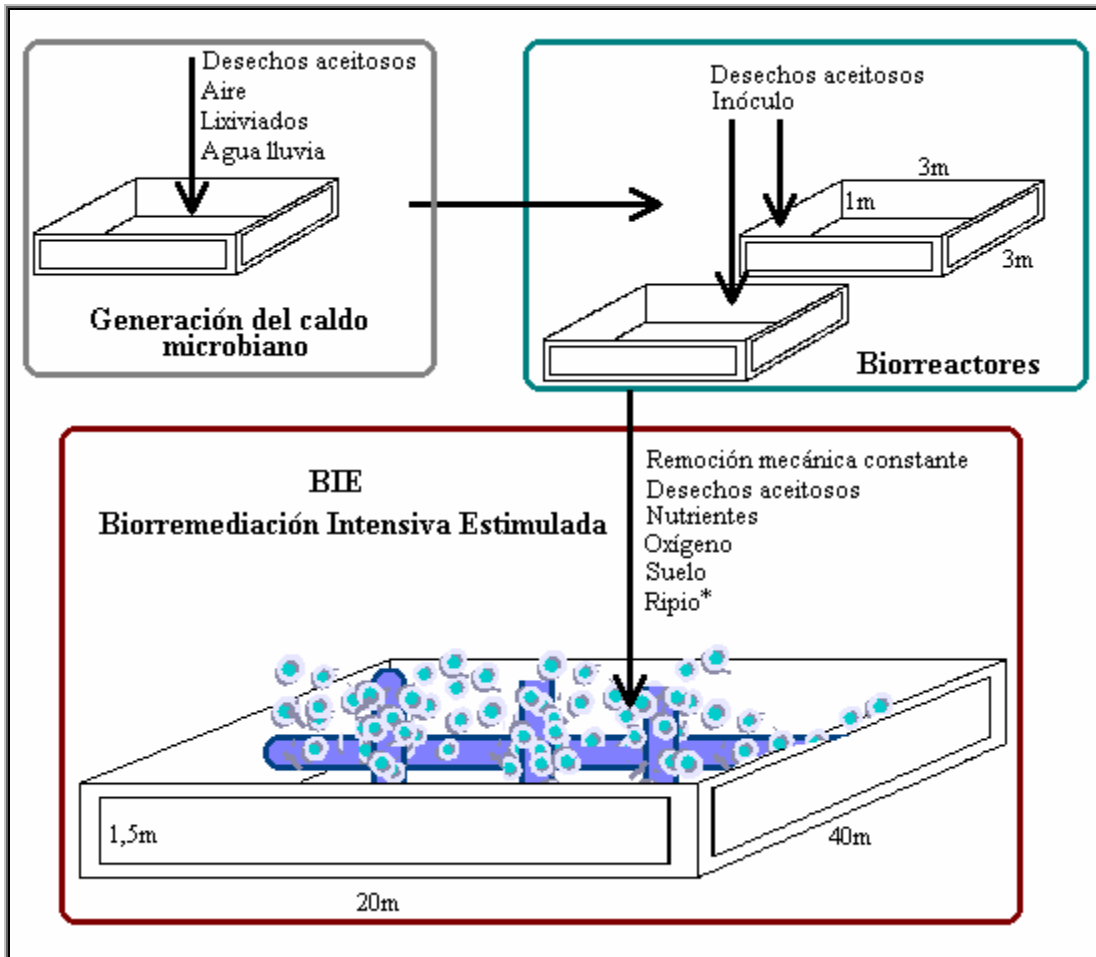 Desechos aceitosos
Aire
Lixiviados
Agua lluvia
Generación del caldo
microbiano
Desechos aceitosos
Inóculo
3m
1m
3m
Biorreactores
BIE
Biorremediación Intensiva Estimulada
Remoción mecánica constante
Desechos aceitosos
Nutrientes
Oxígeno
Suelo
Ripio*
1,5m
40m
20m